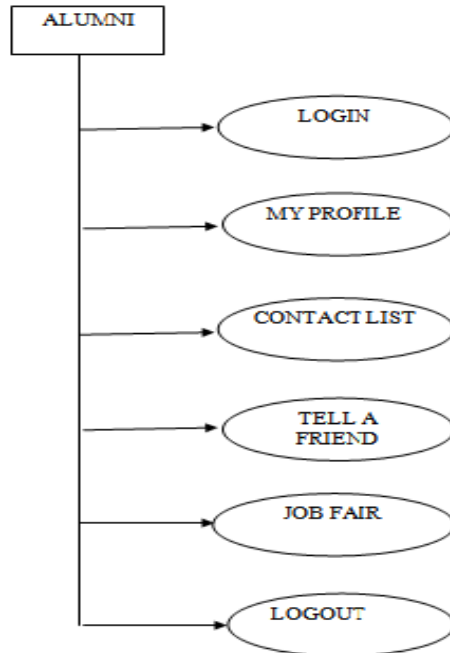 ALUMNI
LOGIN
MY PROFILE
CONTACT LIST
TELL A
FRIEND
JOB FAIR
LOGOUT